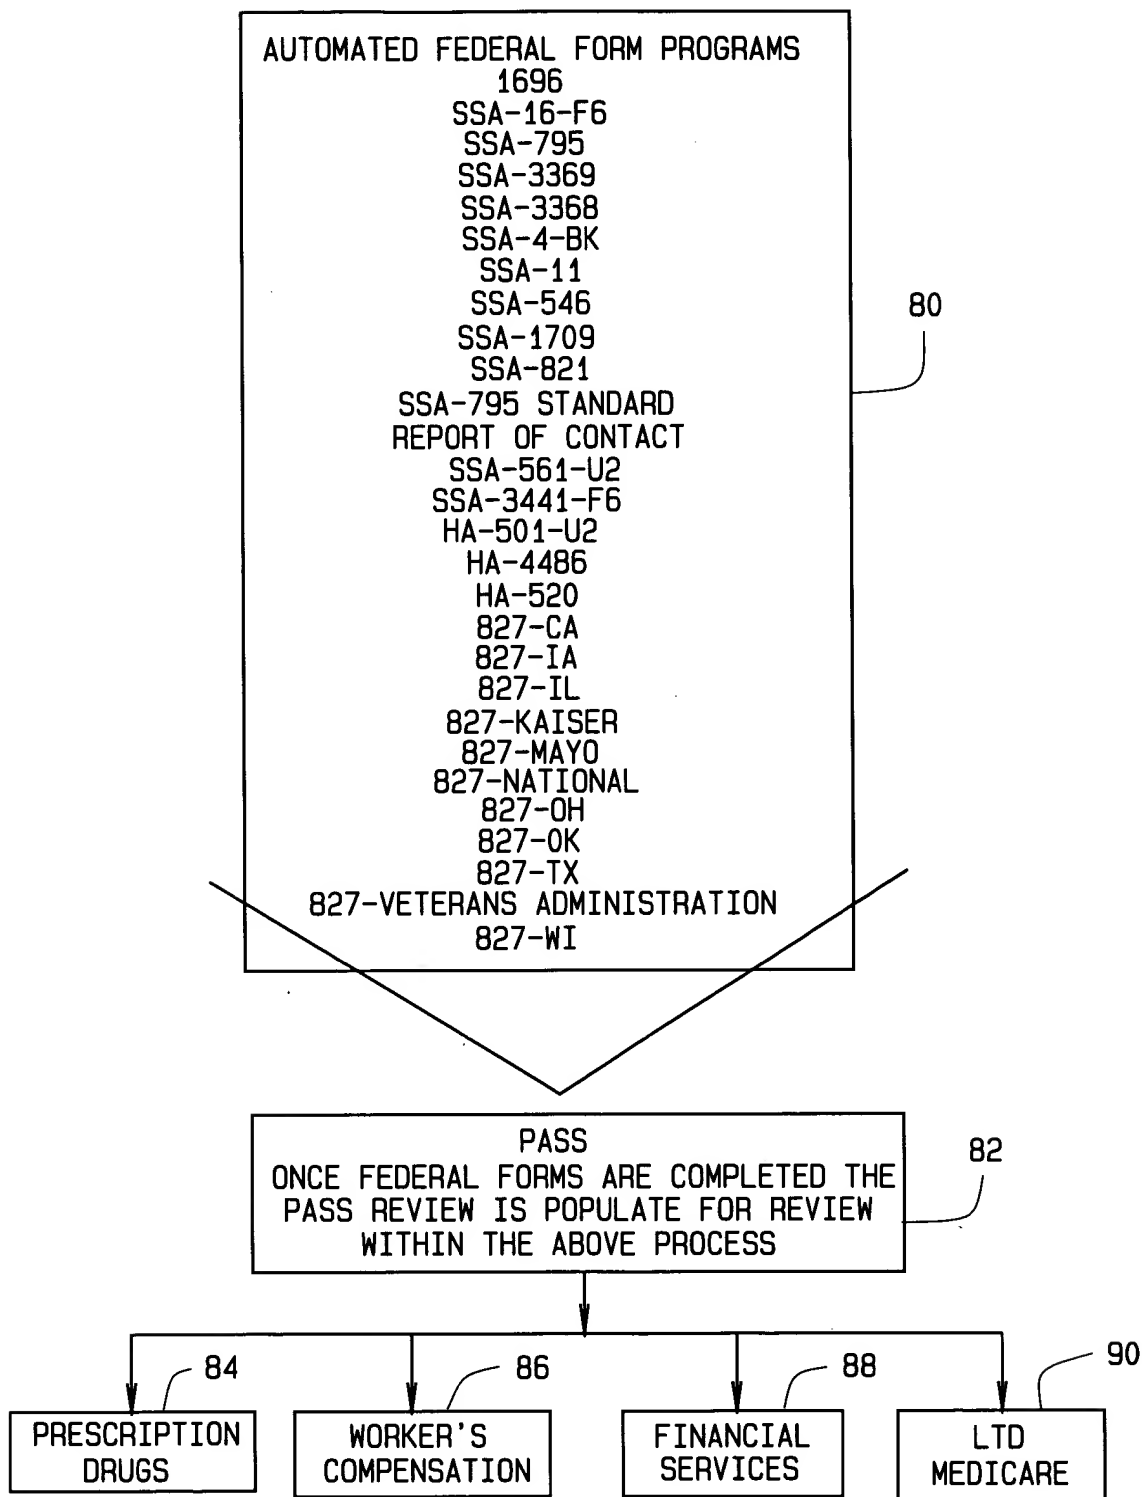 AUTOMATED FEDERAL FORM PROGRAMS
1696
SSA-16-F6
SSA-795
SSA-3369
SSA-3368
SSA-4-BK
SSA-11
SSA-546
SSA-1709
SSA-821
SSA-795 STANDARD
REPORT OF CONTACT
SSA-561-U2
SSA-3441-F6
HA-501-U2
HA-4486
HA-520
827-CA
827-IA
827-IL
827-KAISER
827-MAYO
827-NATIONAL
827-OH
827-OK
827-TX
827-VETERANS ADMINISTRATION
827-WI
80
PASS
ONCE FEDERAL FORMS ARE COMPLETED THE
PASS REVIEW IS POPULATE FOR REVIEW
WITHIN THE ABOVE PROCESS
82
84
PRESCRIPTION
DRUGS
86
WORKER'S
COMPENSATION
88
FINANCIAL
SERVICES
90
LTD
MEDICARE